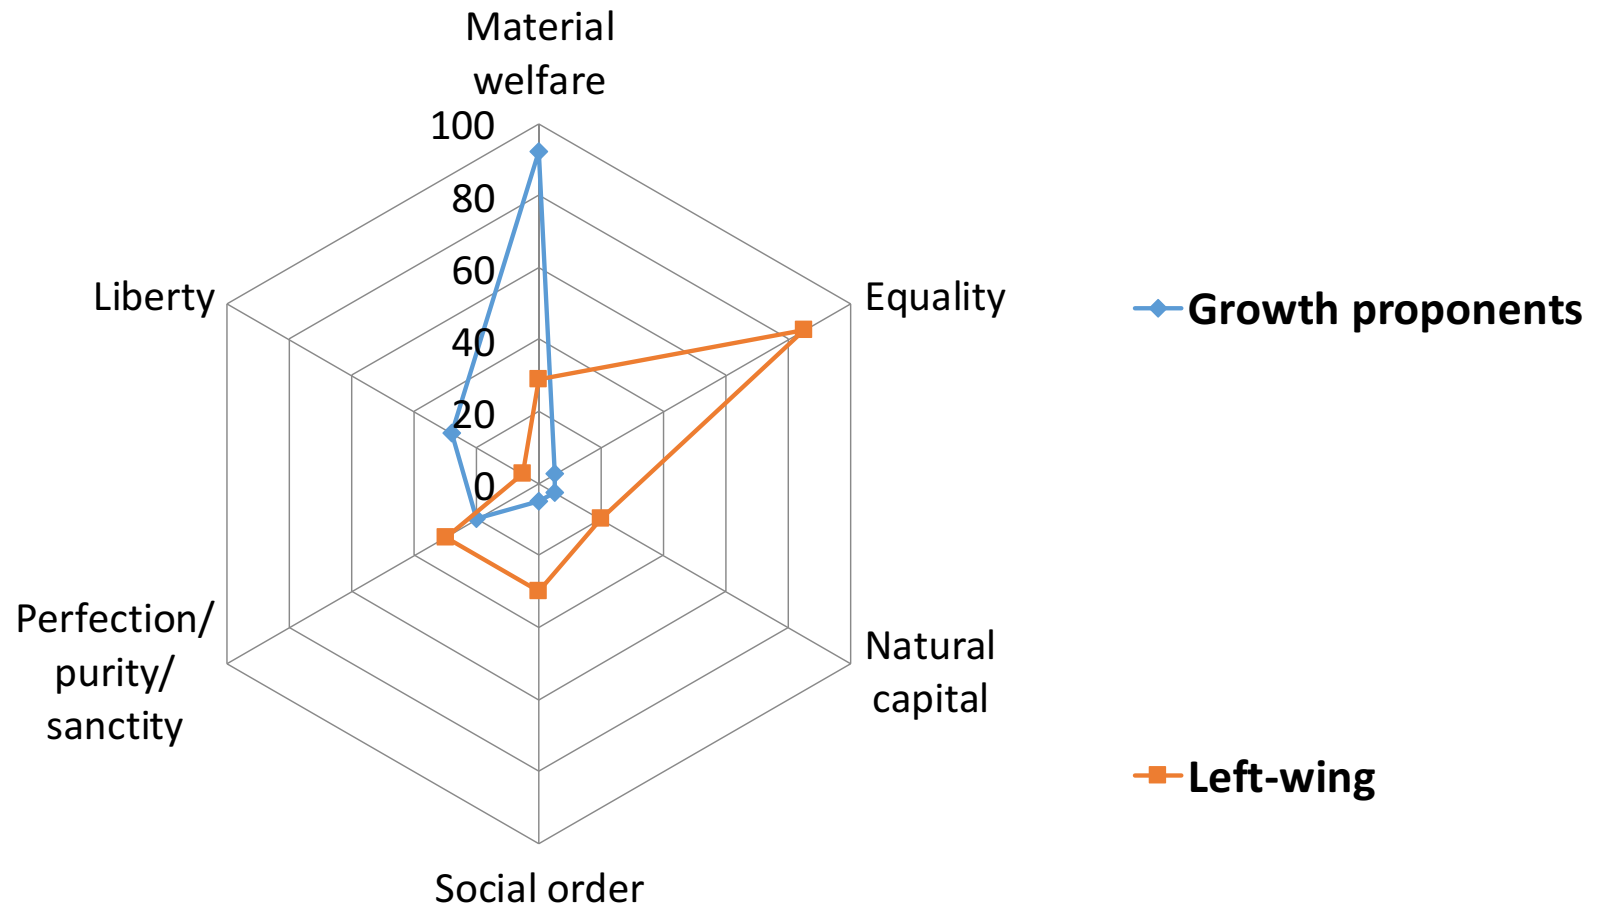 Material
welfare
100
80
60
40
20
0
Liberty
Equality
Perfection/
purity/
sanctity
Natural
capital
Social order
Growth proponents
Left-wing